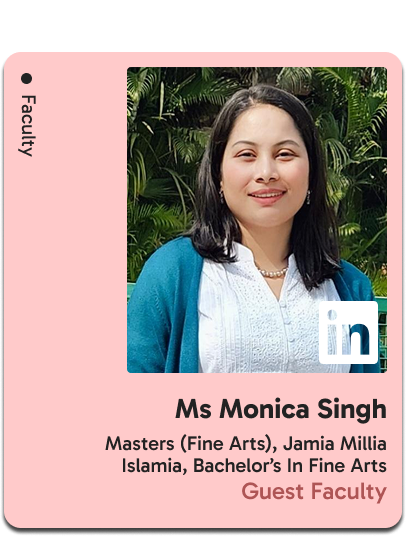 Faculty
in
Ms Monica Singh
Masters (Fine Arts), Jamia Millia
Islamia, Bachelor’s In Fine Arts
Guest Faculty